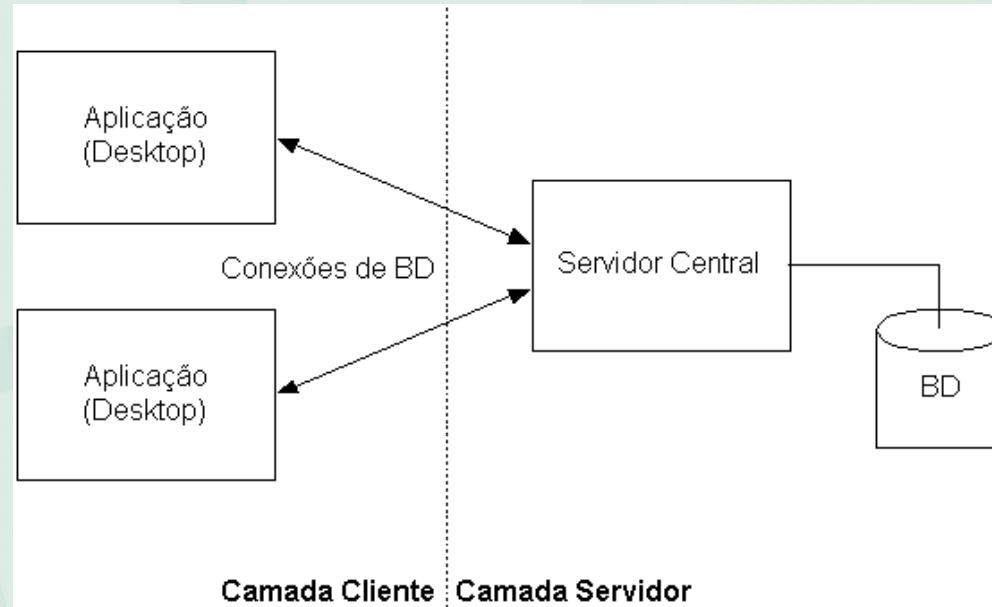 Aplicação
(Desktop)
Conexões de BD
Servidor Central
Aplicação
(Desktop)
BD
Camada Cliente
Camada Servidor